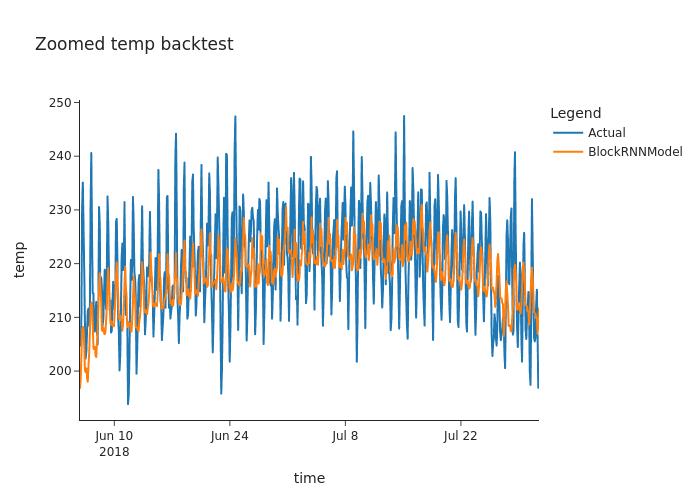 Zoomed temp backtest
Legend
Actual
BlockRNNModel
temp
250
240
230
220
210
200
Jun 10
2018
Jun 24
Jul 8
Jul 22
time